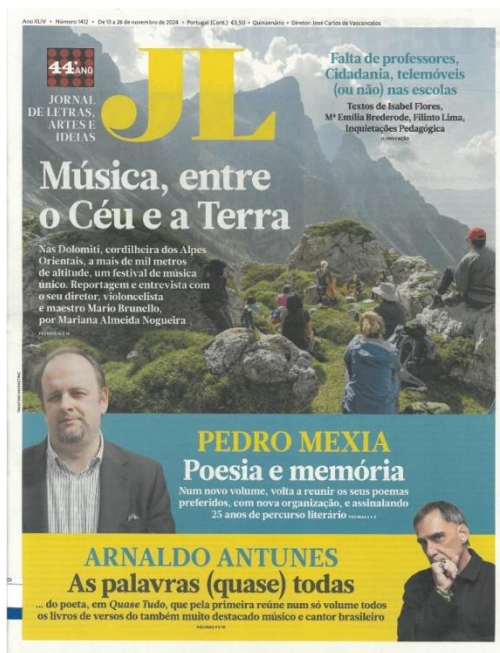 Ano XLIV • Número 1412 • De 13 a 26 de novembro de 2024 • Portugal (Cont.) €3,50 • Quinzenário • Diretor: José Carlos de Vasconcelos
44º ANO
JORNAL
DE LETRAS,
ARTES E
IDEIAS
JL
Falta de professores,
Cidadania, telemóveis
(ou não) nas escolas
Textos de Isabel Flores,
Mª Emília Brederode, Filinto Lima,
Inquietações Pedagógica
Música, entre
o Céu e a Terra
Nas Dolomiti, cordilheira dos Alpes
Orientais, a mais de mil metros
de altitude, um festival de música
único. Reportagem e entrevista com
o seu diretor, violoncelista
e maestro Mario Brunello,
por Mariana Almeida Nogueira
PEDRO MEXIA
Poesia e memória
Num novo volume, volta a reunir os seus poemas
preferidos, com nova organização, e assinalando
25 anos de percurso literário
ARNALDO ANTUNES
As palavras (quase) todas
... do poeta, em Quase Tudo, que pela primeira reúne num só volume todos
os livros de versos do também muito destacado músico e cantor brasileiro